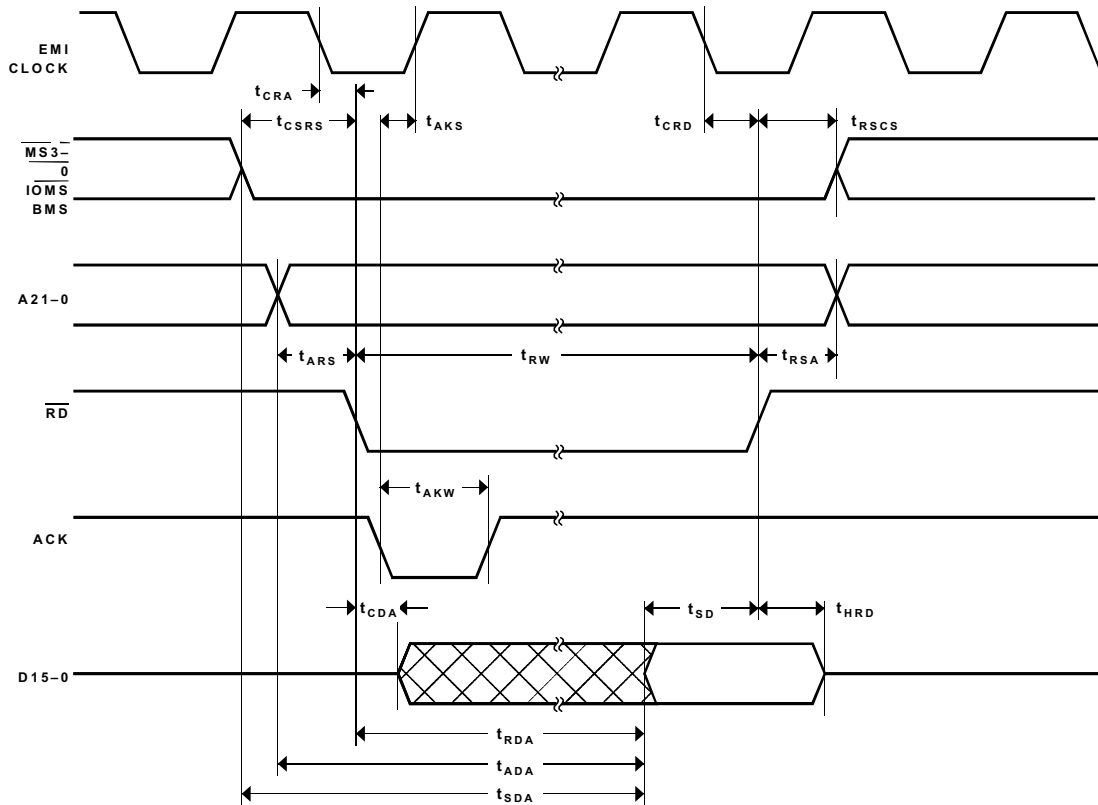 EMI
CLOCK
tCRA
tCSRS
tAKS
tCRD
tRSCS
MS3–
0
IOMS
BMS
A21–0
tARS
tRW
tRSA
RD
tAKW
ACK
tCDA
tSD
tHRD
D15–0
tRDA
tADA
tSDA